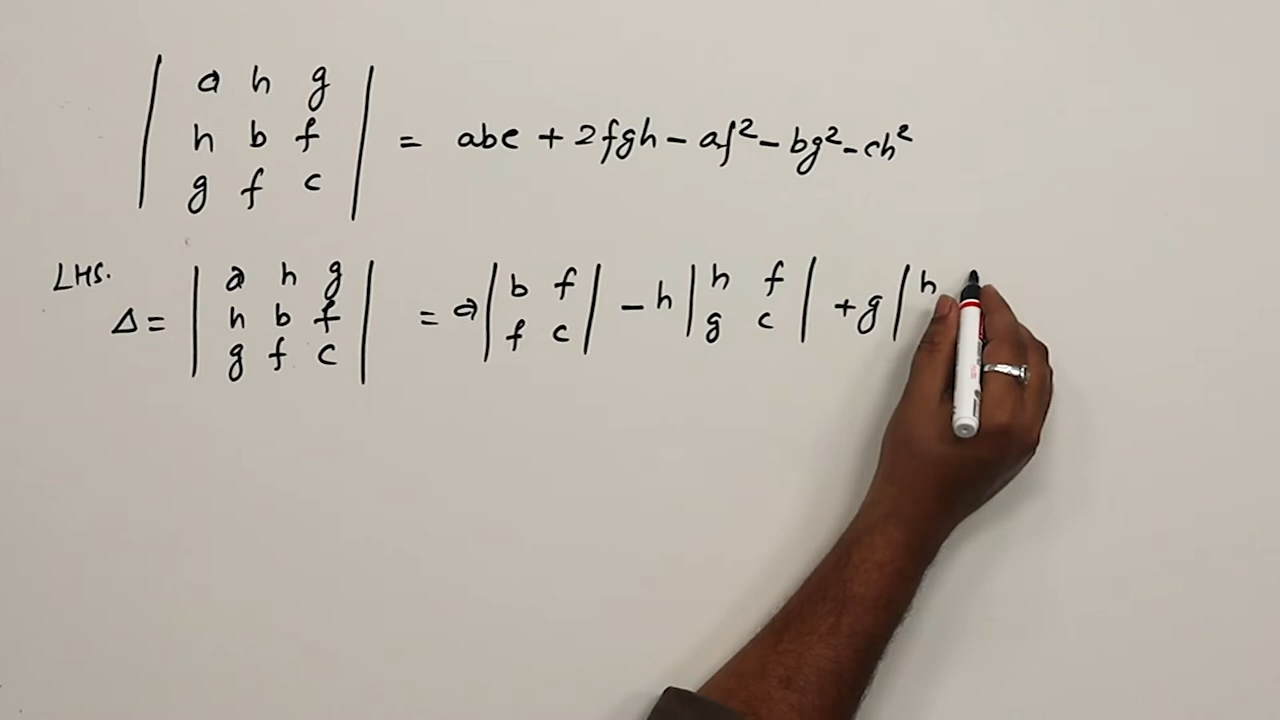 | a h g |
| h b f | = abc + 2fgh - af² - bg² - ch²
| g f c |
LHS.
| a h g | = a | b f | - h | h f | + g | h
Δ = | h b f | | f c | | g c |
| g f c |